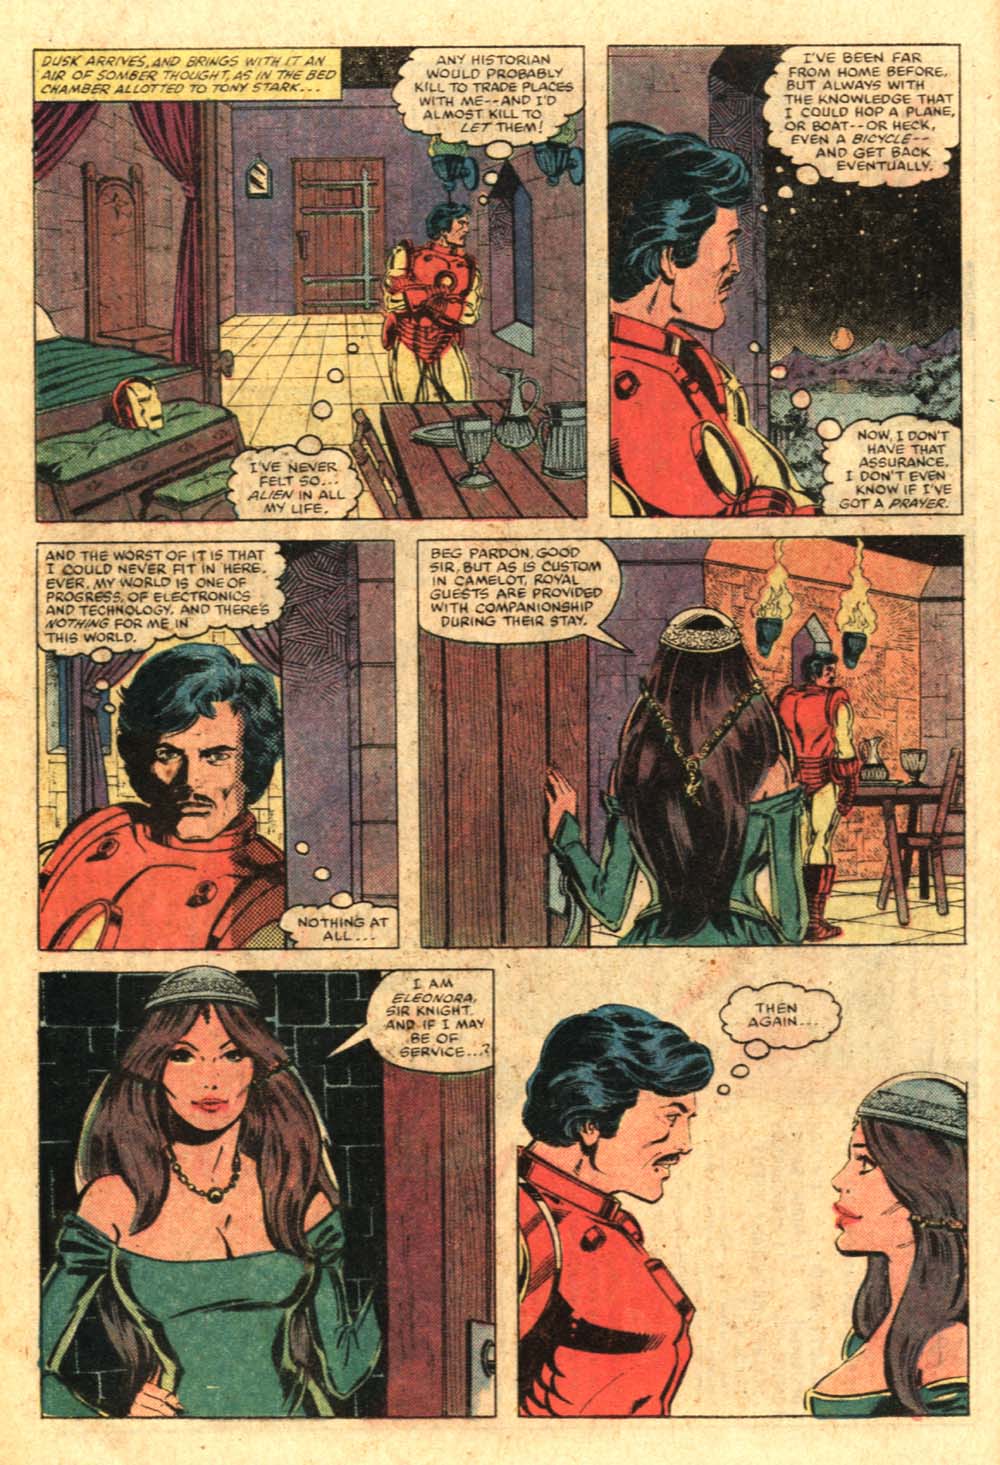 DUSK ARRIVES, AND BRINGS WITH IT AN
AIR OF SOMBER THOUGHT, AS IN THE BED
CHAMBER ALLOTTED TO TONY STARK...
ANY HISTORIAN
WOULD PROBABLY
KILL TO TRADE PLACES
WITH ME--AND I'D
ALMOST KILL TO
LET THEM!
I'VE NEVER
FELT SO...
ALIEN IN ALL
MY LIFE.
I'VE BEEN FAR
FROM HOME BEFORE,
BUT ALWAYS WITH
THE KNOWLEDGE THAT
I COULD HOP A PLANE,
OR BOAT--OR HECK,
EVEN A BICYCLE--
AND GET BACK
EVENTUALLY.
NOW, I DON'T
HAVE THAT
ASSURANCE.
I DON'T EVEN
KNOW IF I'VE
GOT A PRAYER.
AND THE WORST OF IT IS THAT
I COULD NEVER FIT IN HERE.
EVER. MY WORLD IS ONE OF
PROGRESS, OF ELECTRONICS
AND TECHNOLOGY. AND THERE'S
NOTHING FOR ME IN
THIS WORLD.
NOTHING AT
ALL...
BEG PARDON, GOOD
SIR, BUT AS IS CUSTOM
IN CAMELOT, ROYAL
GUESTS ARE PROVIDED
WITH COMPANIONSHIP
DURING THEIR STAY.
I AM
ELEONORA,
SIR KNIGHT.
AND IF I MAY
BE OF
SERVICE...?
THEN
AGAIN...